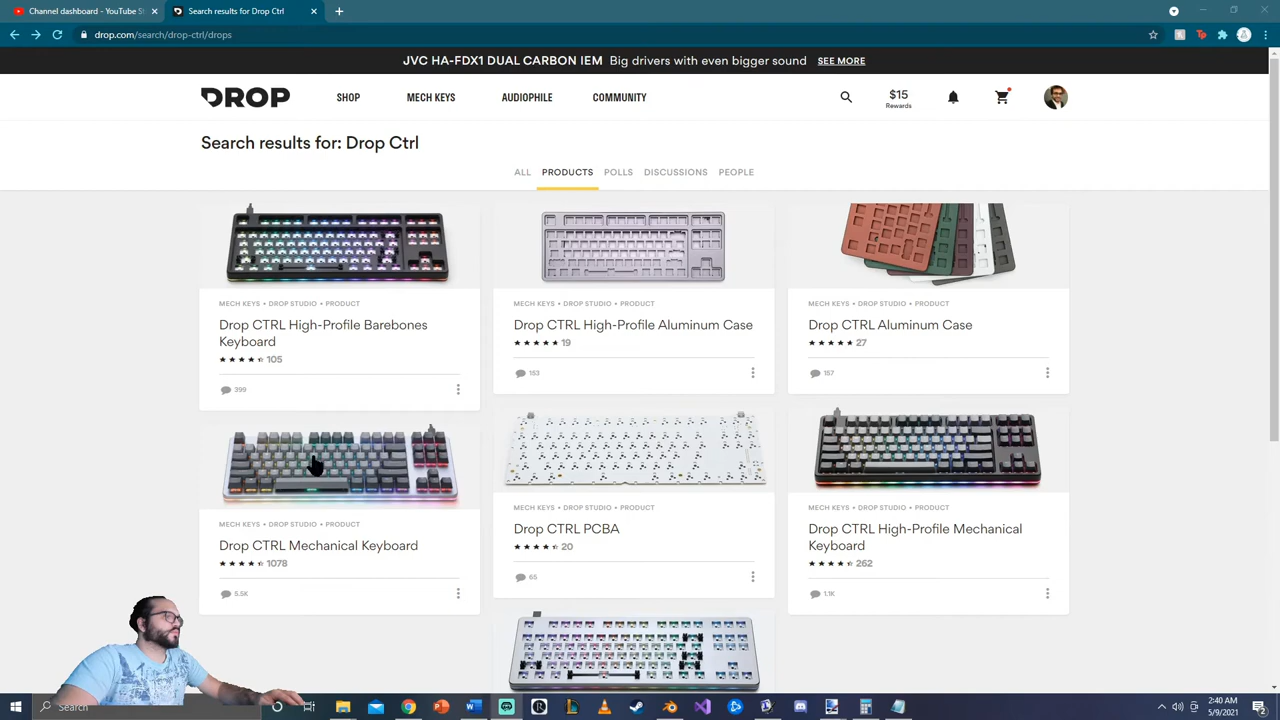 Channel dashboard - YouTube St
Search results for Drop Ctrl
drop.com/search/drop-ctrl/drops
JVC HA-FDX1 DUAL CARBON IEM Big drivers with even bigger sound SEE MORE
DROP SHOP MECH KEYS AUDIOPHILE COMMUNITY $15
Rewards
Search results for: Drop Ctrl
ALL PRODUCTS POLLS DISCUSSIONS PEOPLE
MECH KEYS • DROP STUDIO • PRODUCT
Drop CTRL High-Profile Barebones
Keyboard
105
399
MECH KEYS • DROP STUDIO • PRODUCT
Drop CTRL High-Profile Aluminum Case
19
153
MECH KEYS • DROP STUDIO • PRODUCT
Drop CTRL Aluminum Case
27
157
MECH KEYS • DROP STUDIO • PRODUCT
Drop CTRL Mechanical Keyboard
1078
5.5K
MECH KEYS • DROP STUDIO • PRODUCT
Drop CTRL PCBA
20
65
MECH KEYS • DROP STUDIO • PRODUCT
Drop CTRL High-Profile Mechanical
Keyboard
262
1.1K
Search
2:40 AM
5/9/2021